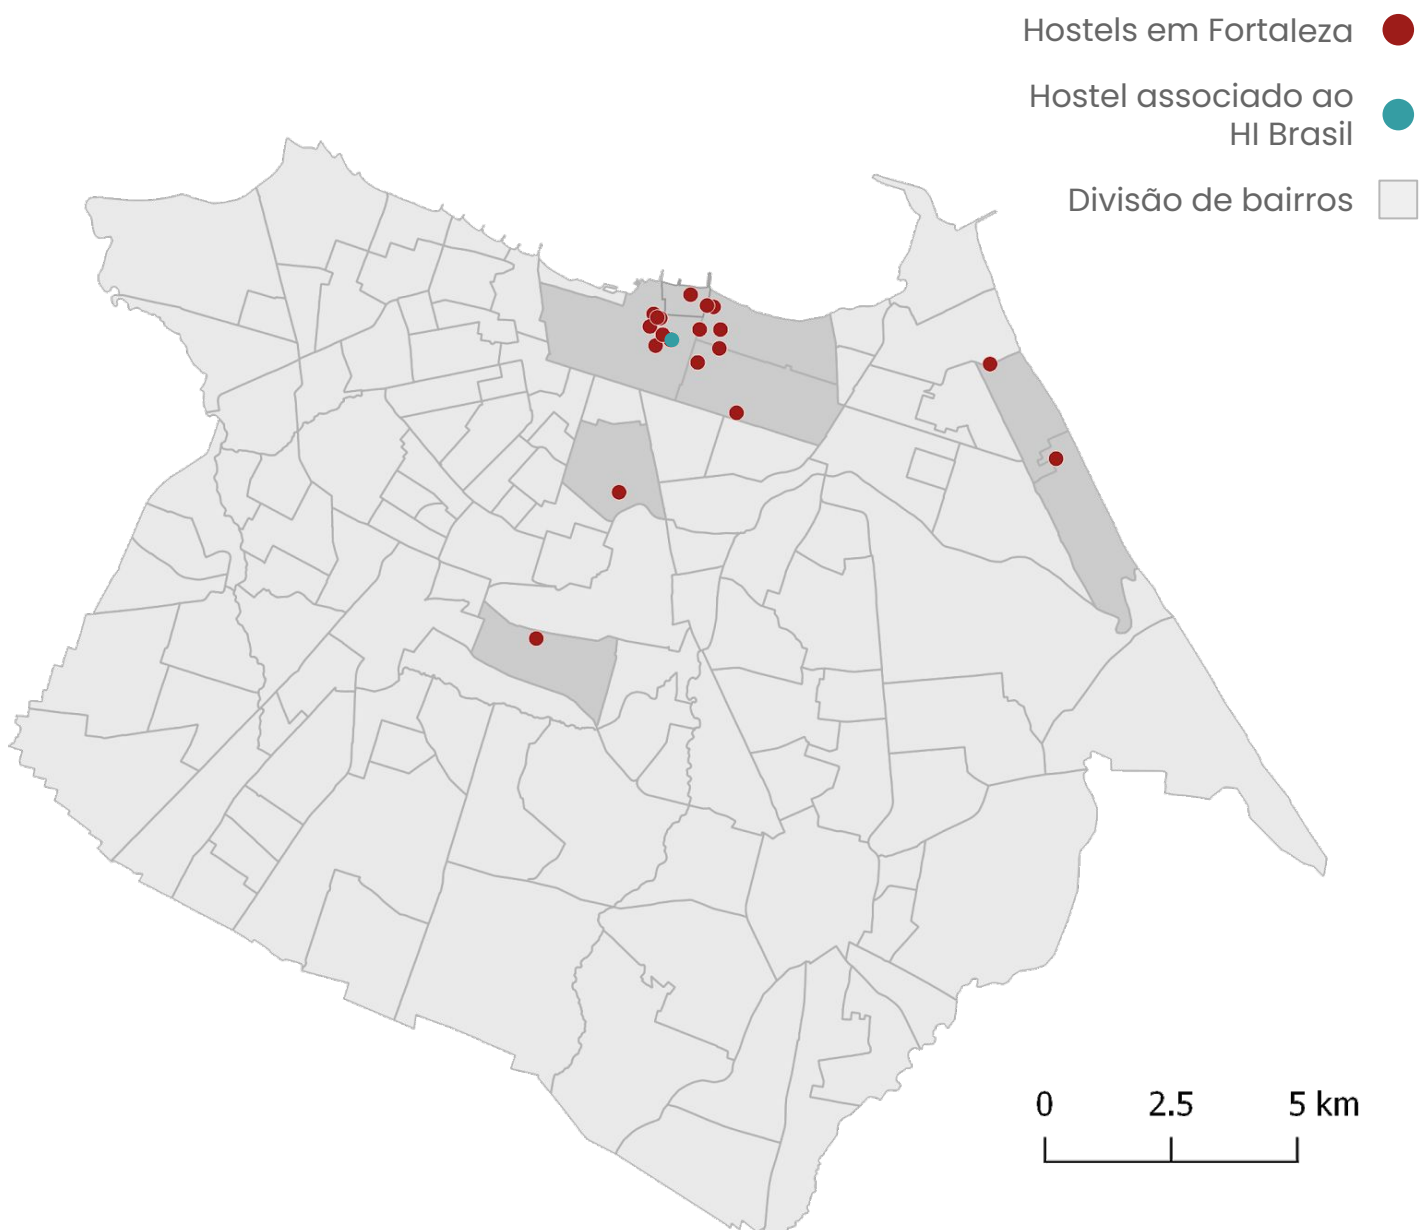 Hostels em Fortaleza
Hostel associado ao
HI Brasil
Divisão de bairros
0 2.5 5 km